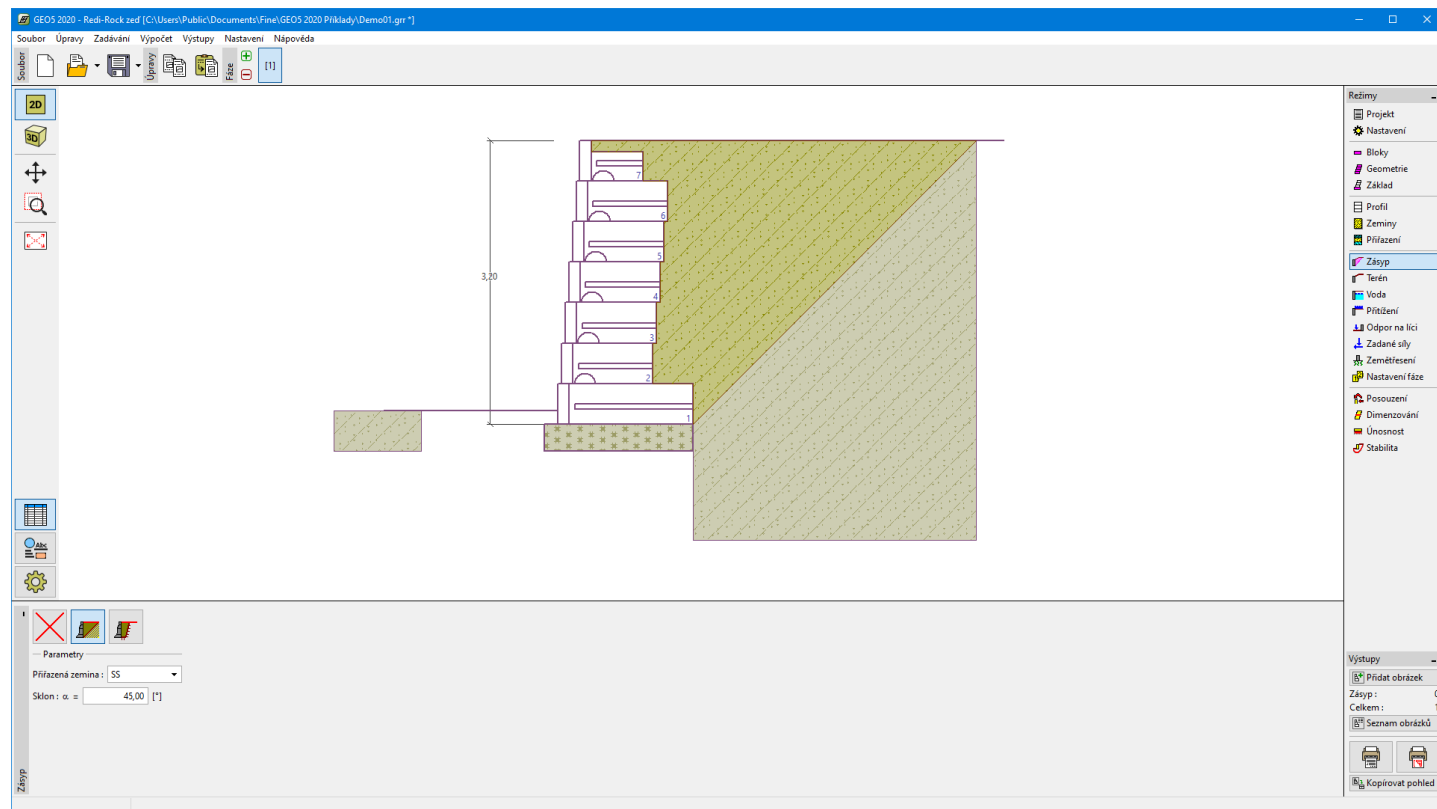 GEO5 2020 - Redi-Rock zeď [C:\Users\Public\Documents\Fine\GEO5 2020 Příklady\Demo01.grr *]
Soubor Úpravy Zadávání Výpočet Výstupy Nastavení Nápověda
Soubor
Úpravy
Fáze
[1]
2D
3D
Abc
3,20
7
6
5
4
3
2
1
Režimy
Projekt
Nastavení
Bloky
Geometrie
Základ
Profil
Zeminy
Přiřazení
Zásyp
Terén
Voda
Přitížení
Odpor na líci
Zadané síly
Zemětřesení
Nastavení fáze
Posouzení
Dimenzování
Únosnost
Stabilita
Zásyp
Parametry
Přiřazená zemina : SS
Sklon : α = 45,00 [°]
Výstupy
Přidat obrázek
Zásyp : 0
Celkem : 1
Seznam obrázků
Kopírovat pohled